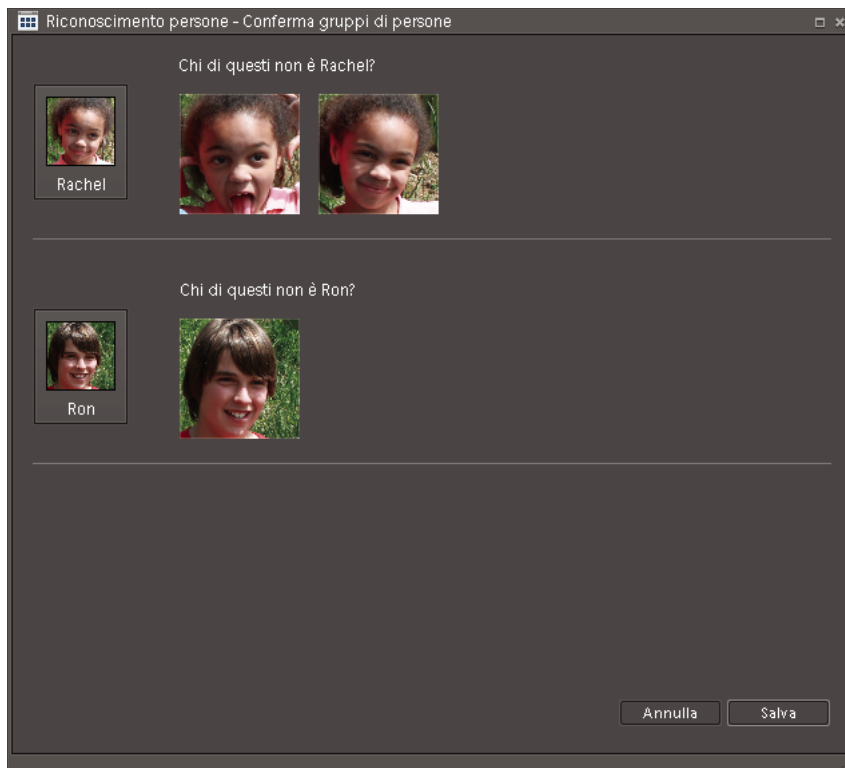 Riconoscimento persone - Conferma gruppi di persone
Chi di questi non è Rachel?
Rachel
Chi di questi non è Ron?
Ron
Annulla
Salva